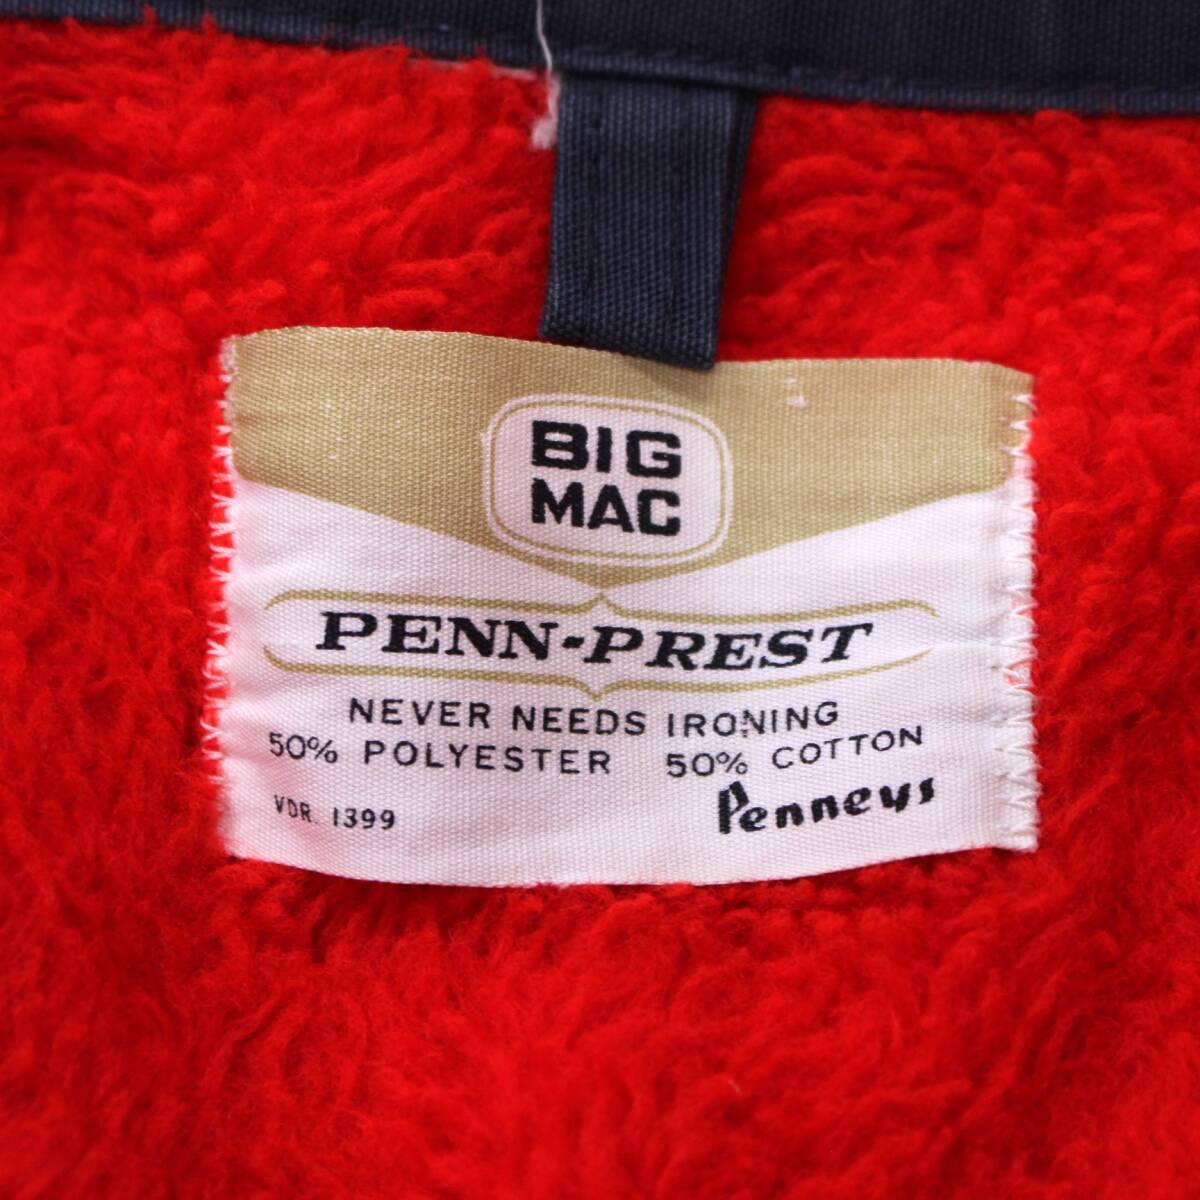 BIG
MAC
PENN-PREST
NEVER NEEDS IRONING
50% POLYESTER 50% COTTON
VDR. 1399 Penneys